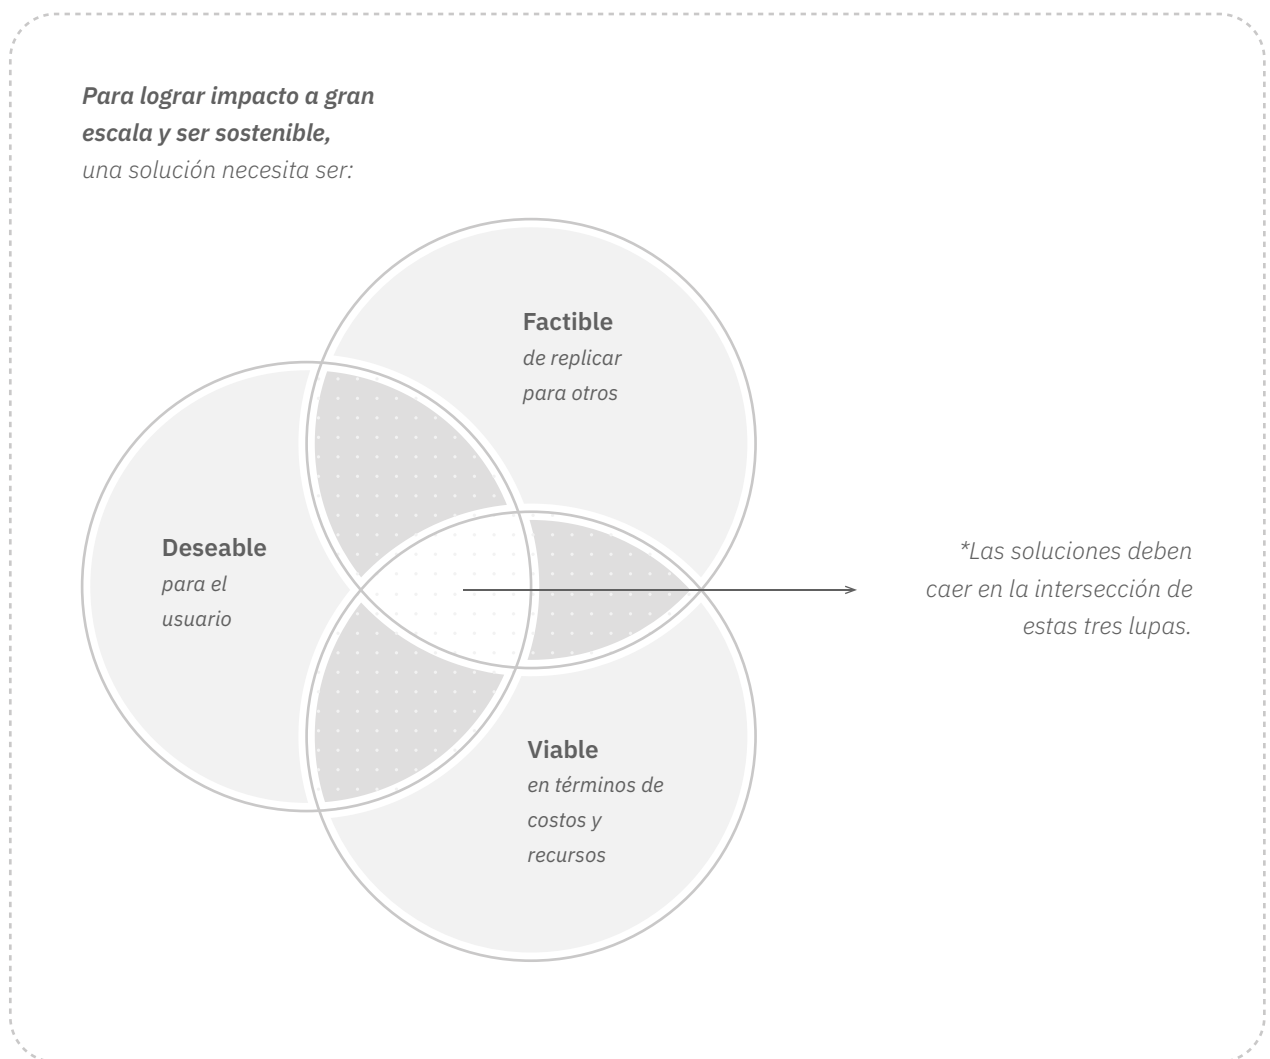 Para lograr impacto a gran
escala y ser sostenible,
una solución necesita ser:
Factible
de replicar
para otros
Deseable
para el
usuario
*Las soluciones deben
caer en la intersección de
estas tres lupas.
Viable
en términos de
costos y
recursos